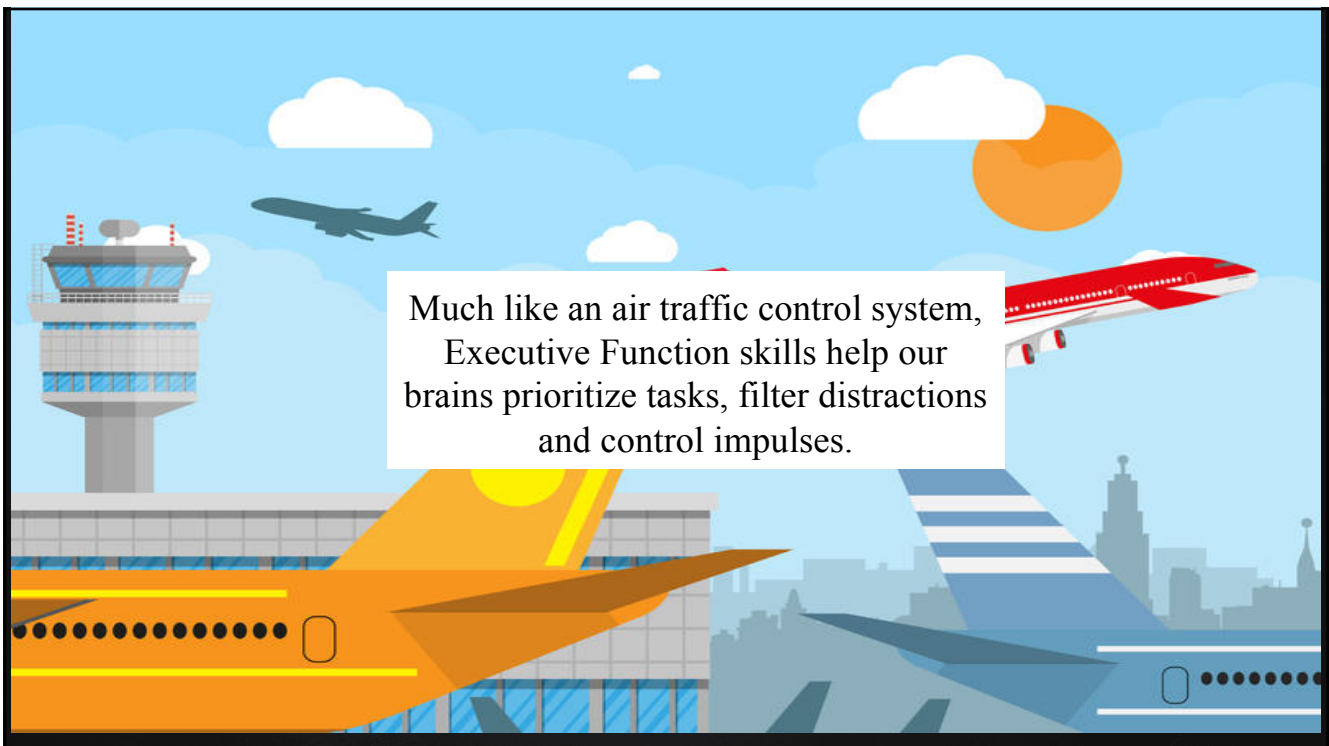 Much like an air traffic control system,
Executive Function skills help our
brains prioritize tasks, filter distractions
and control impulses.